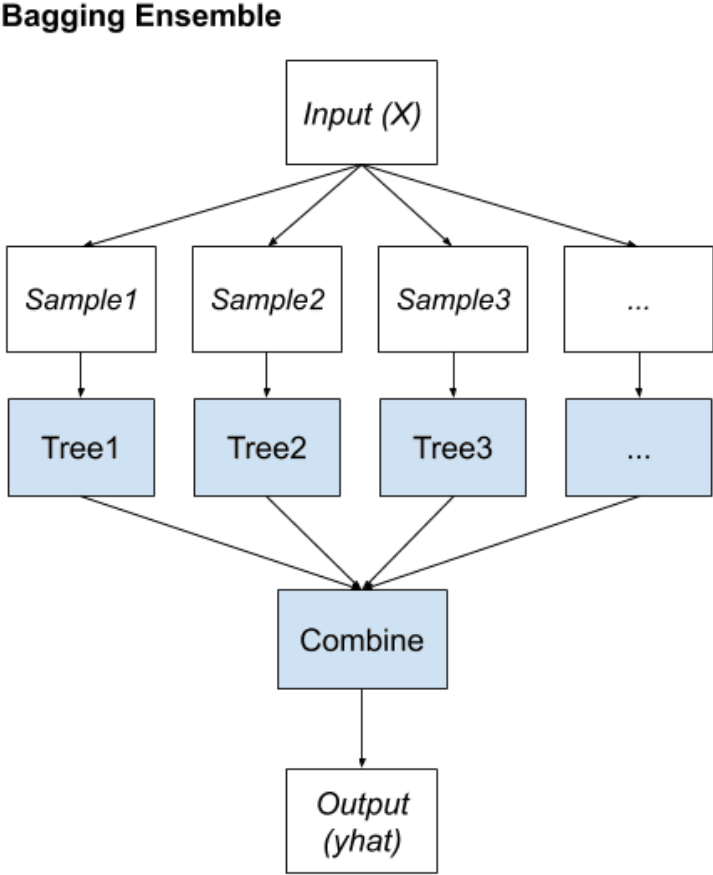 Bagging Ensemble
Input (X)
Sample1
Sample2
Sample3
...
Tree1
Tree2
Tree3
...
Combine
Output
(yhat)